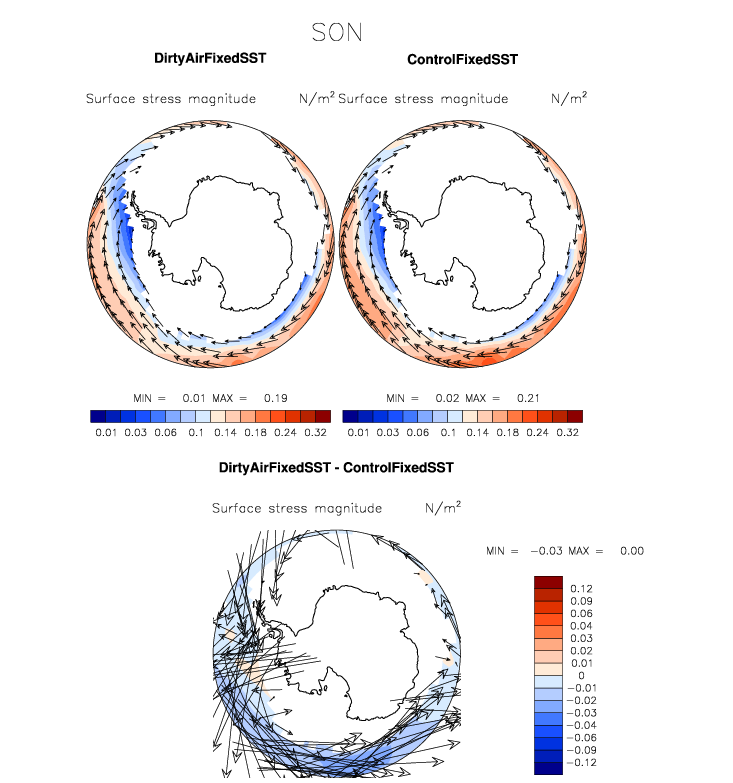 SON
DirtyAirFixedSST ControlFixedSST
Surface stress magnitude N/m² Surface stress magnitude N/m²
MIN = 0.01 MAX = 0.19 MIN = 0.02 MAX = 0.21
0.01 0.03 0.06 0.1 0.14 0.18 0.24 0.32 0.01 0.03 0.06 0.1 0.14 0.18 0.24 0.32
DirtyAirFixedSST - ControlFixedSST
Surface stress magnitude N/m²
MIN = -0.03 MAX = 0.00
0.12
0.09
0.06
0.04
0.03
0.02
0.01
0
-0.01
-0.02
-0.03
-0.04
-0.06
-0.09
-0.12